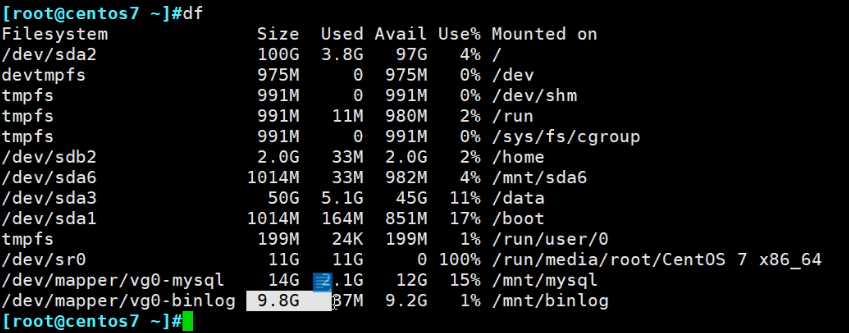 [root@centos7 ~]#df
Filesystem Size Used Avail Use% Mounted on
/dev/sda2 100G 3.8G 97G 4% /
devtmpfs 975M 0 975M 0% /dev
tmpfs 991M 0 991M 0% /dev/shm
tmpfs 991M 11M 980M 2% /run
tmpfs 991M 0 991M 0% /sys/fs/cgroup
/dev/sdb2 2.0G 33M 2.0G 2% /home
/dev/sda6 1014M 33M 982M 4% /mnt/sda6
/dev/sda3 50G 5.1G 45G 11% /data
/dev/sda1 1014M 164M 851M 17% /boot
tmpfs 199M 24K 199M 1% /run/user/0
/dev/sr0 11G 11G 0 100% /run/media/root/CentOS 7 x86_64
/dev/mapper/vg0-mysql 14G 2.1G 12G 15% /mnt/mysql
/dev/mapper/vg0-binlog 9.8G 37M 9.2G 1% /mnt/binlog
[root@centos7 ~]#